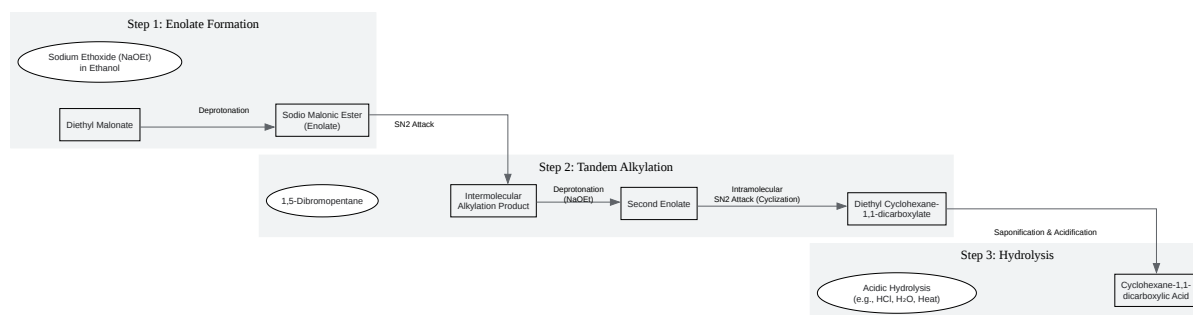 Step 1: Enolate Formation
Sodium Ethoxide (NaOEt)
in Ethanol
Diethyl Malonate
Deprotonation
Sodio Malonic Ester
(Enolate)
SN2 Attack
Step 2: Tandem Alkylation
1,5-Dibromopentane
Intermolecular
Alkylation Product
Deprotonation
(NaOEt)
Second Enolate
Intramolecular
SN2 Attack (Cyclization)
Diethyl Cyclohexane-
1,1-dicarboxylate
Saponification & Acidification
Step 3: Hydrolysis
Acidic Hydrolysis
(e.g., HCl, H₂O, Heat)
Cyclohexane-1,1-
dicarboxylic Acid